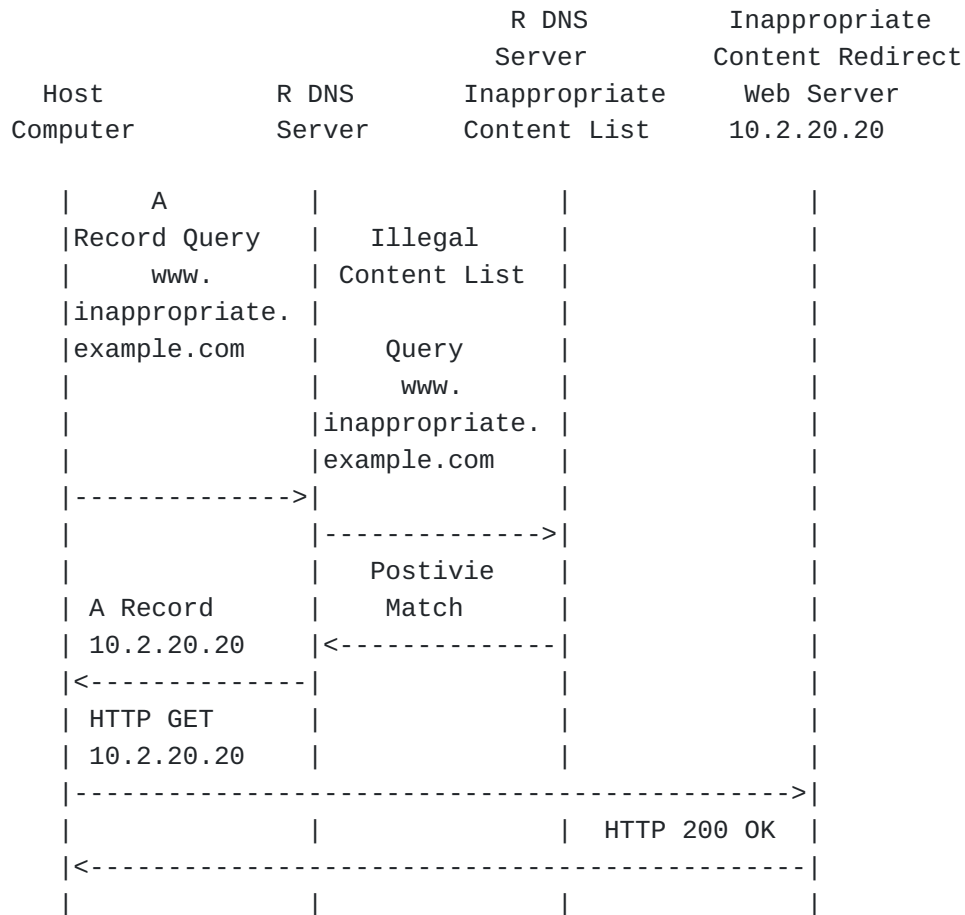 R DNS         Inappropriate
                               Server        Content Redirect
  Host           R DNS       Inappropriate     Web Server
Computer         Server      Content List     10.2.20.20

   |     A         |               |               |
   |Record Query   |   Illegal     |               |
   |     www.      | Content List  |               |
   |inappropriate. |               |               |
   |example.com    |    Query      |               |
   |               |     www.      |               |
   |               |inappropriate. |               |
   |               |example.com    |               |
   |-------------->|               |               |
   |               |-------------->|               |
   |               |   Postivie    |               |
   | A Record      |    Match      |               |
   | 10.2.20.20    |<--------------|               |
   |<--------------|               |               |
   | HTTP GET      |               |               |
   | 10.2.20.20    |               |               |
   |---------------------------------------------->|
   |               |               |  HTTP 200 OK  |
   |<----------------------------------------------|
   |               |               |               |